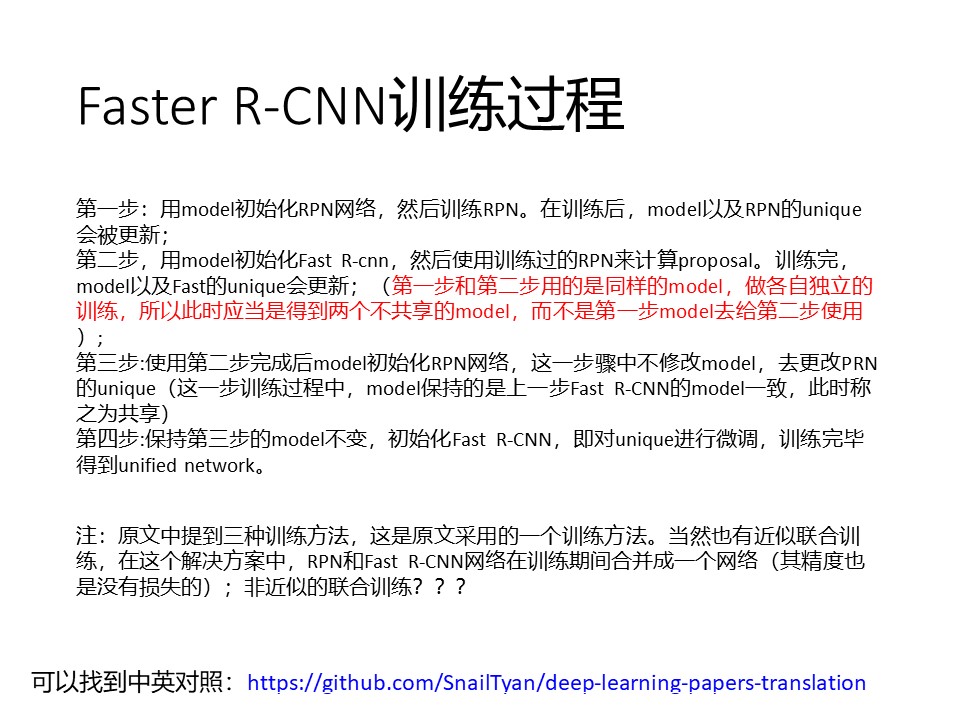 Faster R-CNN训练过程
第一步：用model初始化RPN网络，然后训练RPN。在训练后，model以及RPN的unique
会被更新；
第二步，用model初始化Fast R-cnn，然后使用训练过的RPN来计算proposal。训练完，
model以及Fast的unique会更新；（第一步和第二步用的是同样的model，做各自独立的
训练，所以此时应当是得到两个不共享的model，而不是第一步model去给第二步使用
）；
第三步:使用第二步完成后model初始化RPN网络，这一步骤中不修改model，去更改PRN
的unique（这一步训练过程中，model保持的是上一步Fast R-CNN的model一致，此时称
之为共享）
第四步:保持第三步的model不变，初始化Fast R-CNN，即对unique进行微调，训练完毕
得到unified network。
注：原文中提到三种训练方法，这是原文采用的一个训练方法。当然也有近似联合训
练，在这个解决方案中，RPN和Fast R-CNN网络在训练期间合并成一个网络（其精度也
是没有损失的）；非近似的联合训练？？？
可以找到中英对照：https://github.com/SnailTyan/deep-learning-papers-translation